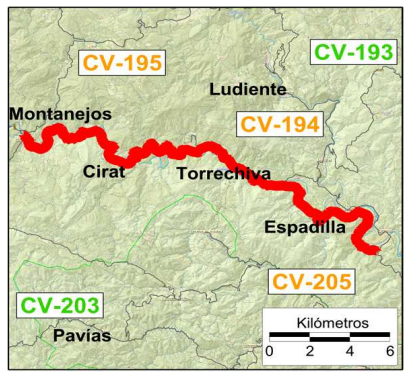 CV-193
CV-195
Ludiente
Montanejos
CV-194
Cirat
Torrechiva
Espadilla
CV-205
CV-203
Pavías
Kilómetros
0 2 4 6